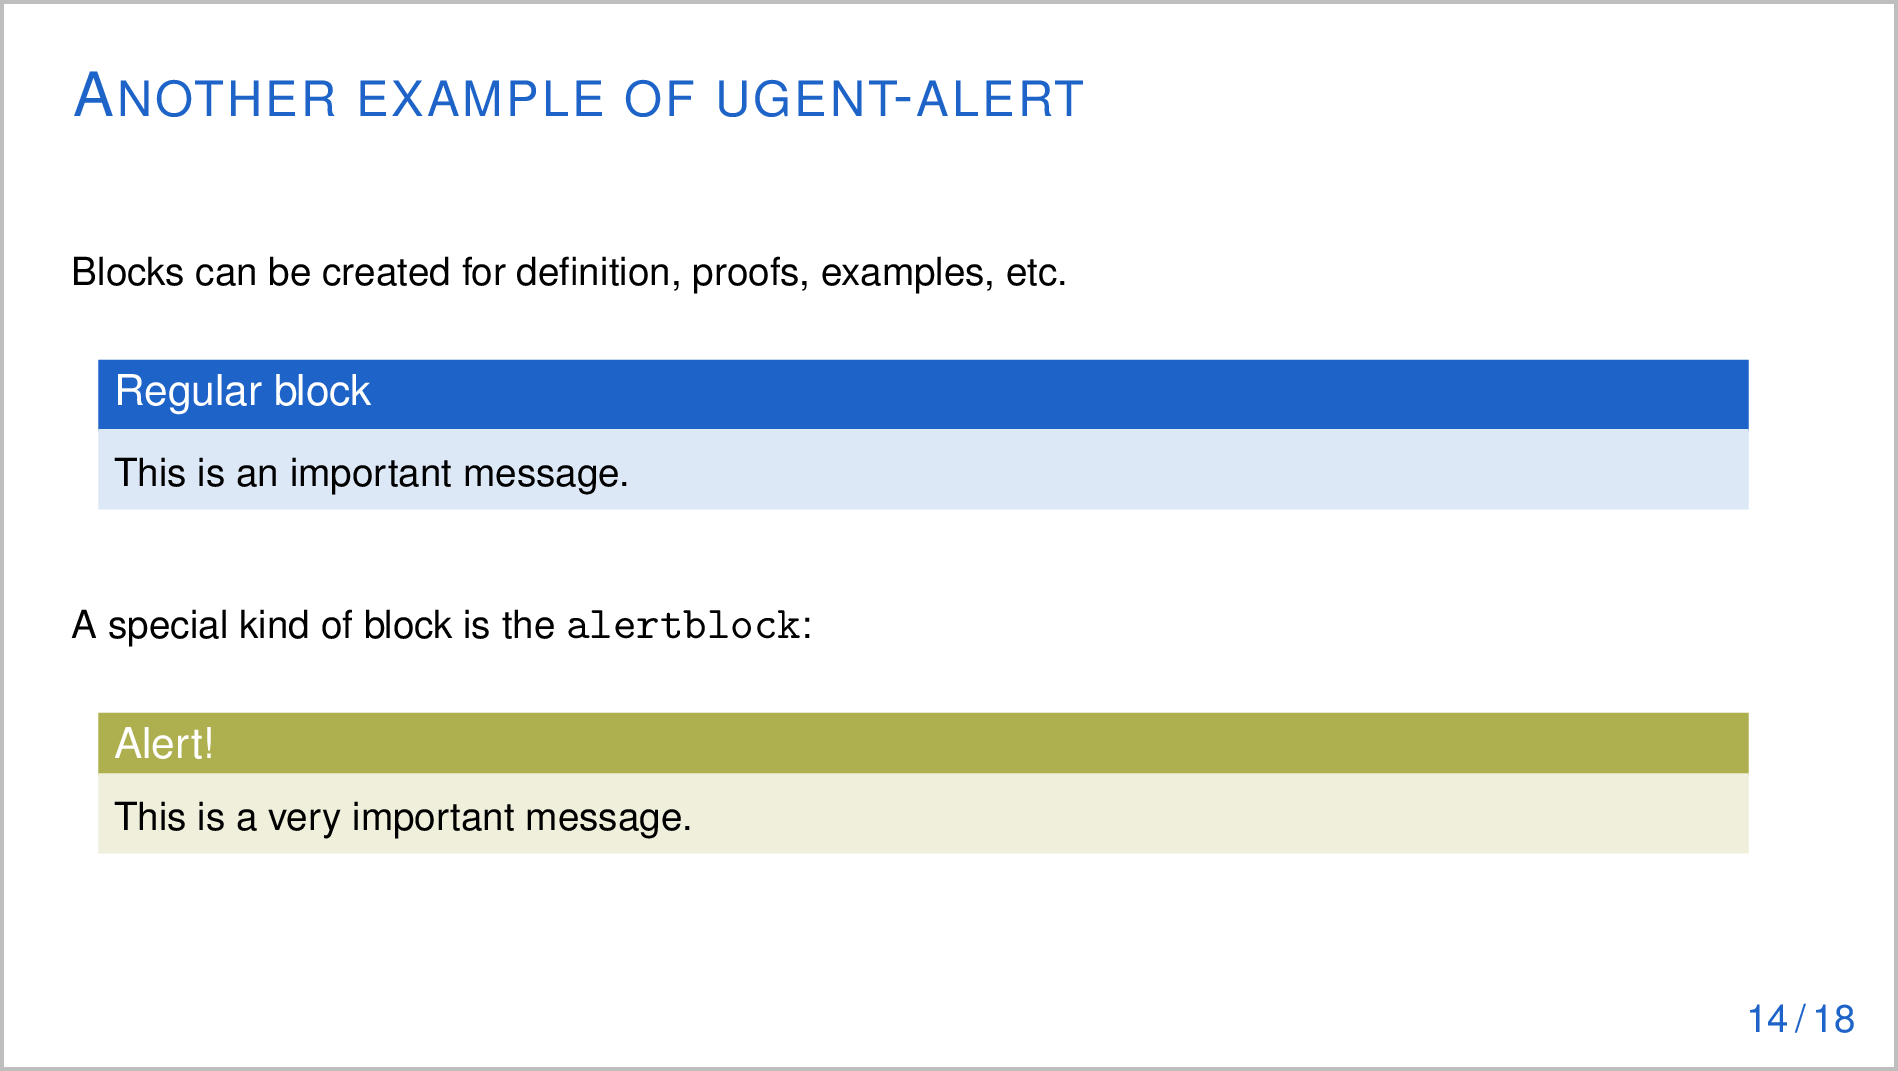 ANOTHER EXAMPLE OF UGENT-ALERT
Blocks can be created for definition, proofs, examples, etc.
Regular block
This is an important message.
A special kind of block is the alertblock:
Alert!
This is a very important message.
14 / 18